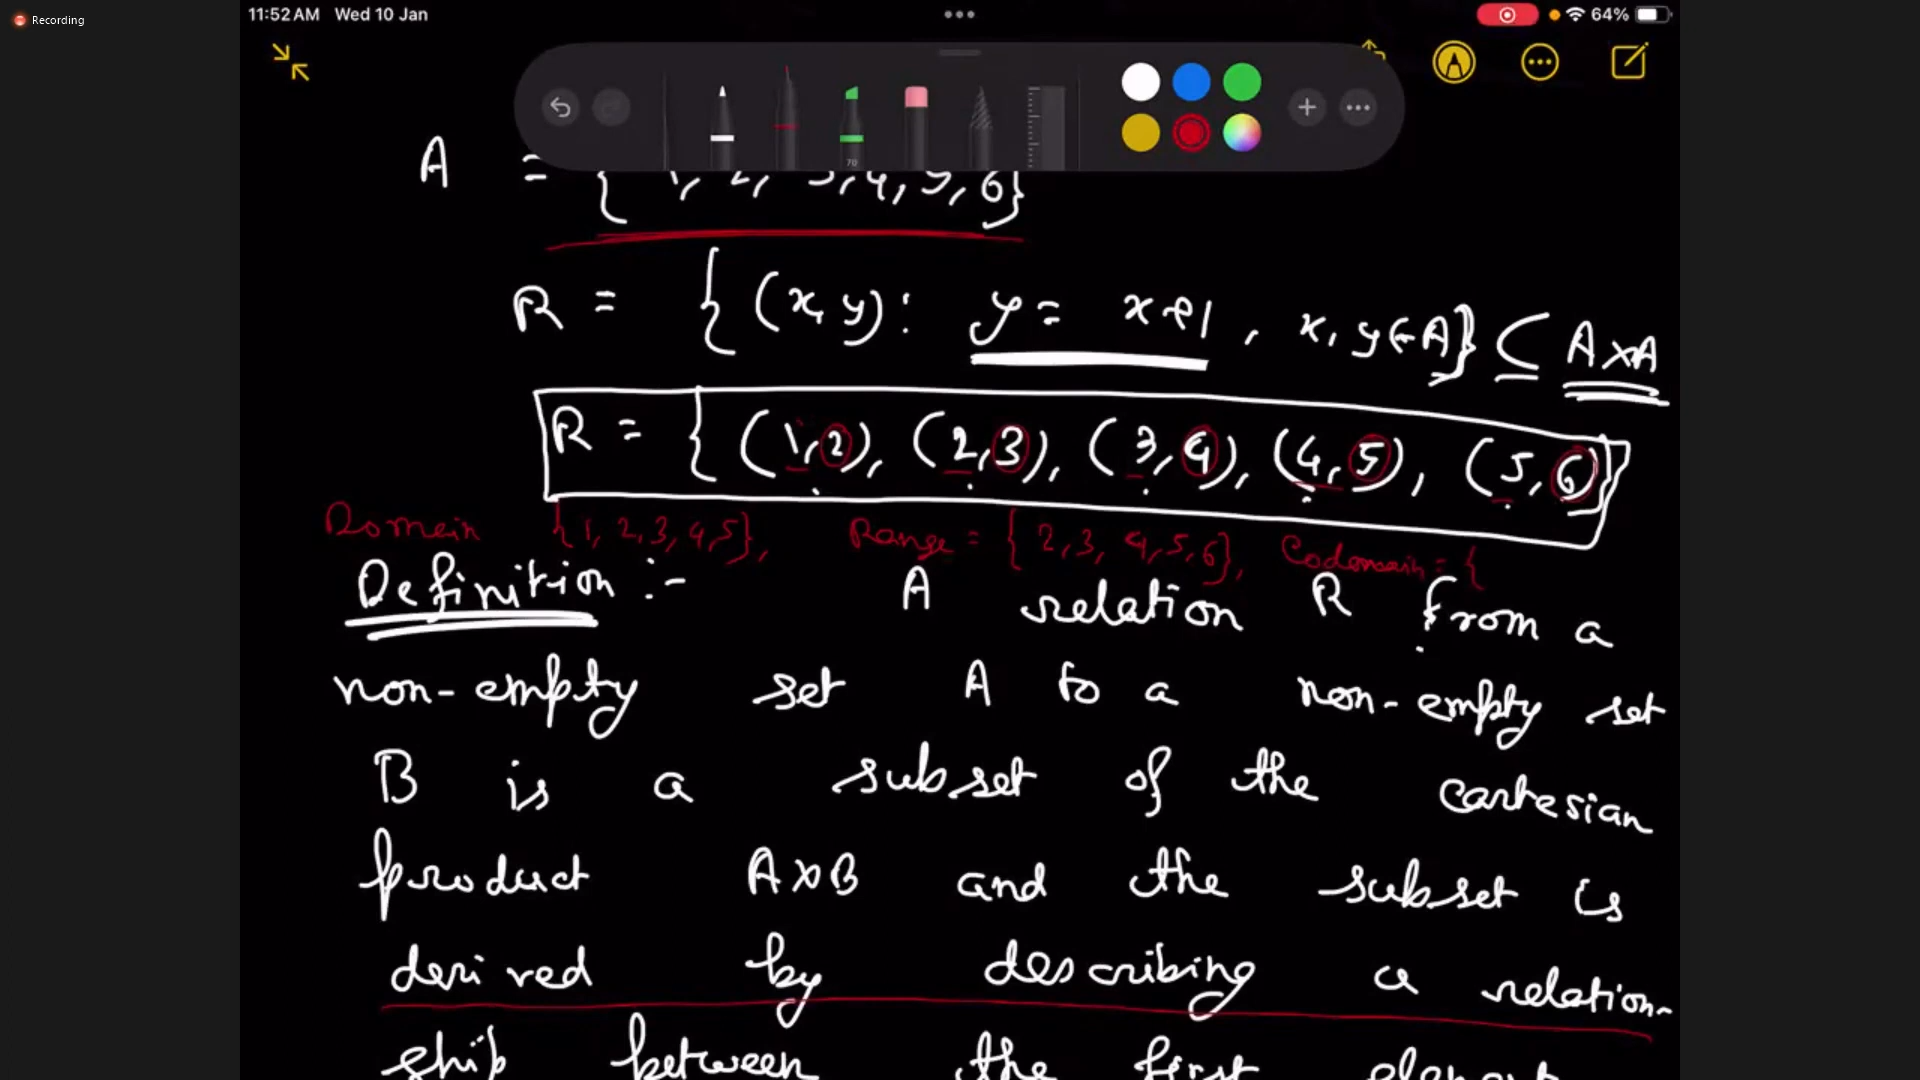 Recording
11:52 AM Wed 10 Jan
64%
70
A = {1, 2, 3, 4, 5, 6}
R = { (x, y) : y = x+1, x, y ∈ A} ⊆ A×A
R = { (1,2), (2,3), (3,4), (4,5), (5,6)}
Domain {1, 2, 3, 4, 5}, Range = {2, 3, 4, 5, 6}, Codomain = {
Definition :- A relation R from a
non-empty set A to a non-empty set
B is a subset of the cartesian
product A×B and the subset is
derived by describing a relation-
ship between the first element